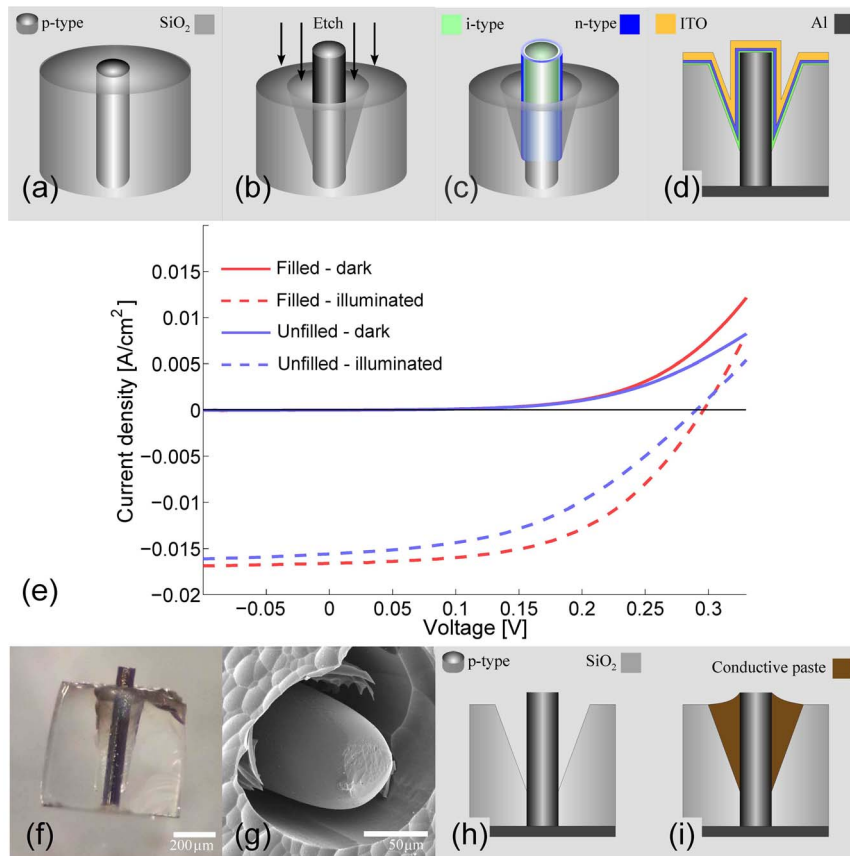 p-type SiO₂
(a)
Etch
(b)
i-type n-type
(c)
ITO Al
(d)
Current density [A/cm²]
0.015
0.01
0.005
0
−0.005
−0.01
−0.015
−0.02
Filled - dark
Filled - illuminated
Unfilled - dark
Unfilled - illuminated
−0.05 0 0.05 0.1 0.15 0.2 0.25 0.3
Voltage [V]
(e)
(f)
200µm
(g)
50µm
p-type SiO₂
(h)
Conductive paste
(i)